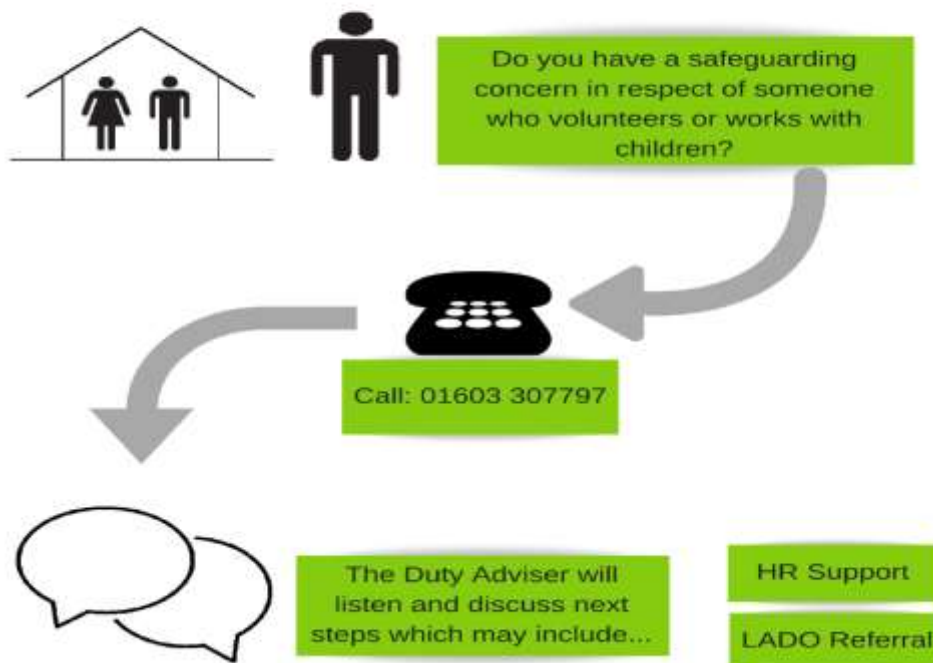 Do you have a safeguarding
concern in respect of someone
who volunteers or works with
children?
Call: 01603 307797
The Duty Adviser will
listen and discuss next
steps which may include...
HR Support
LADO Referral